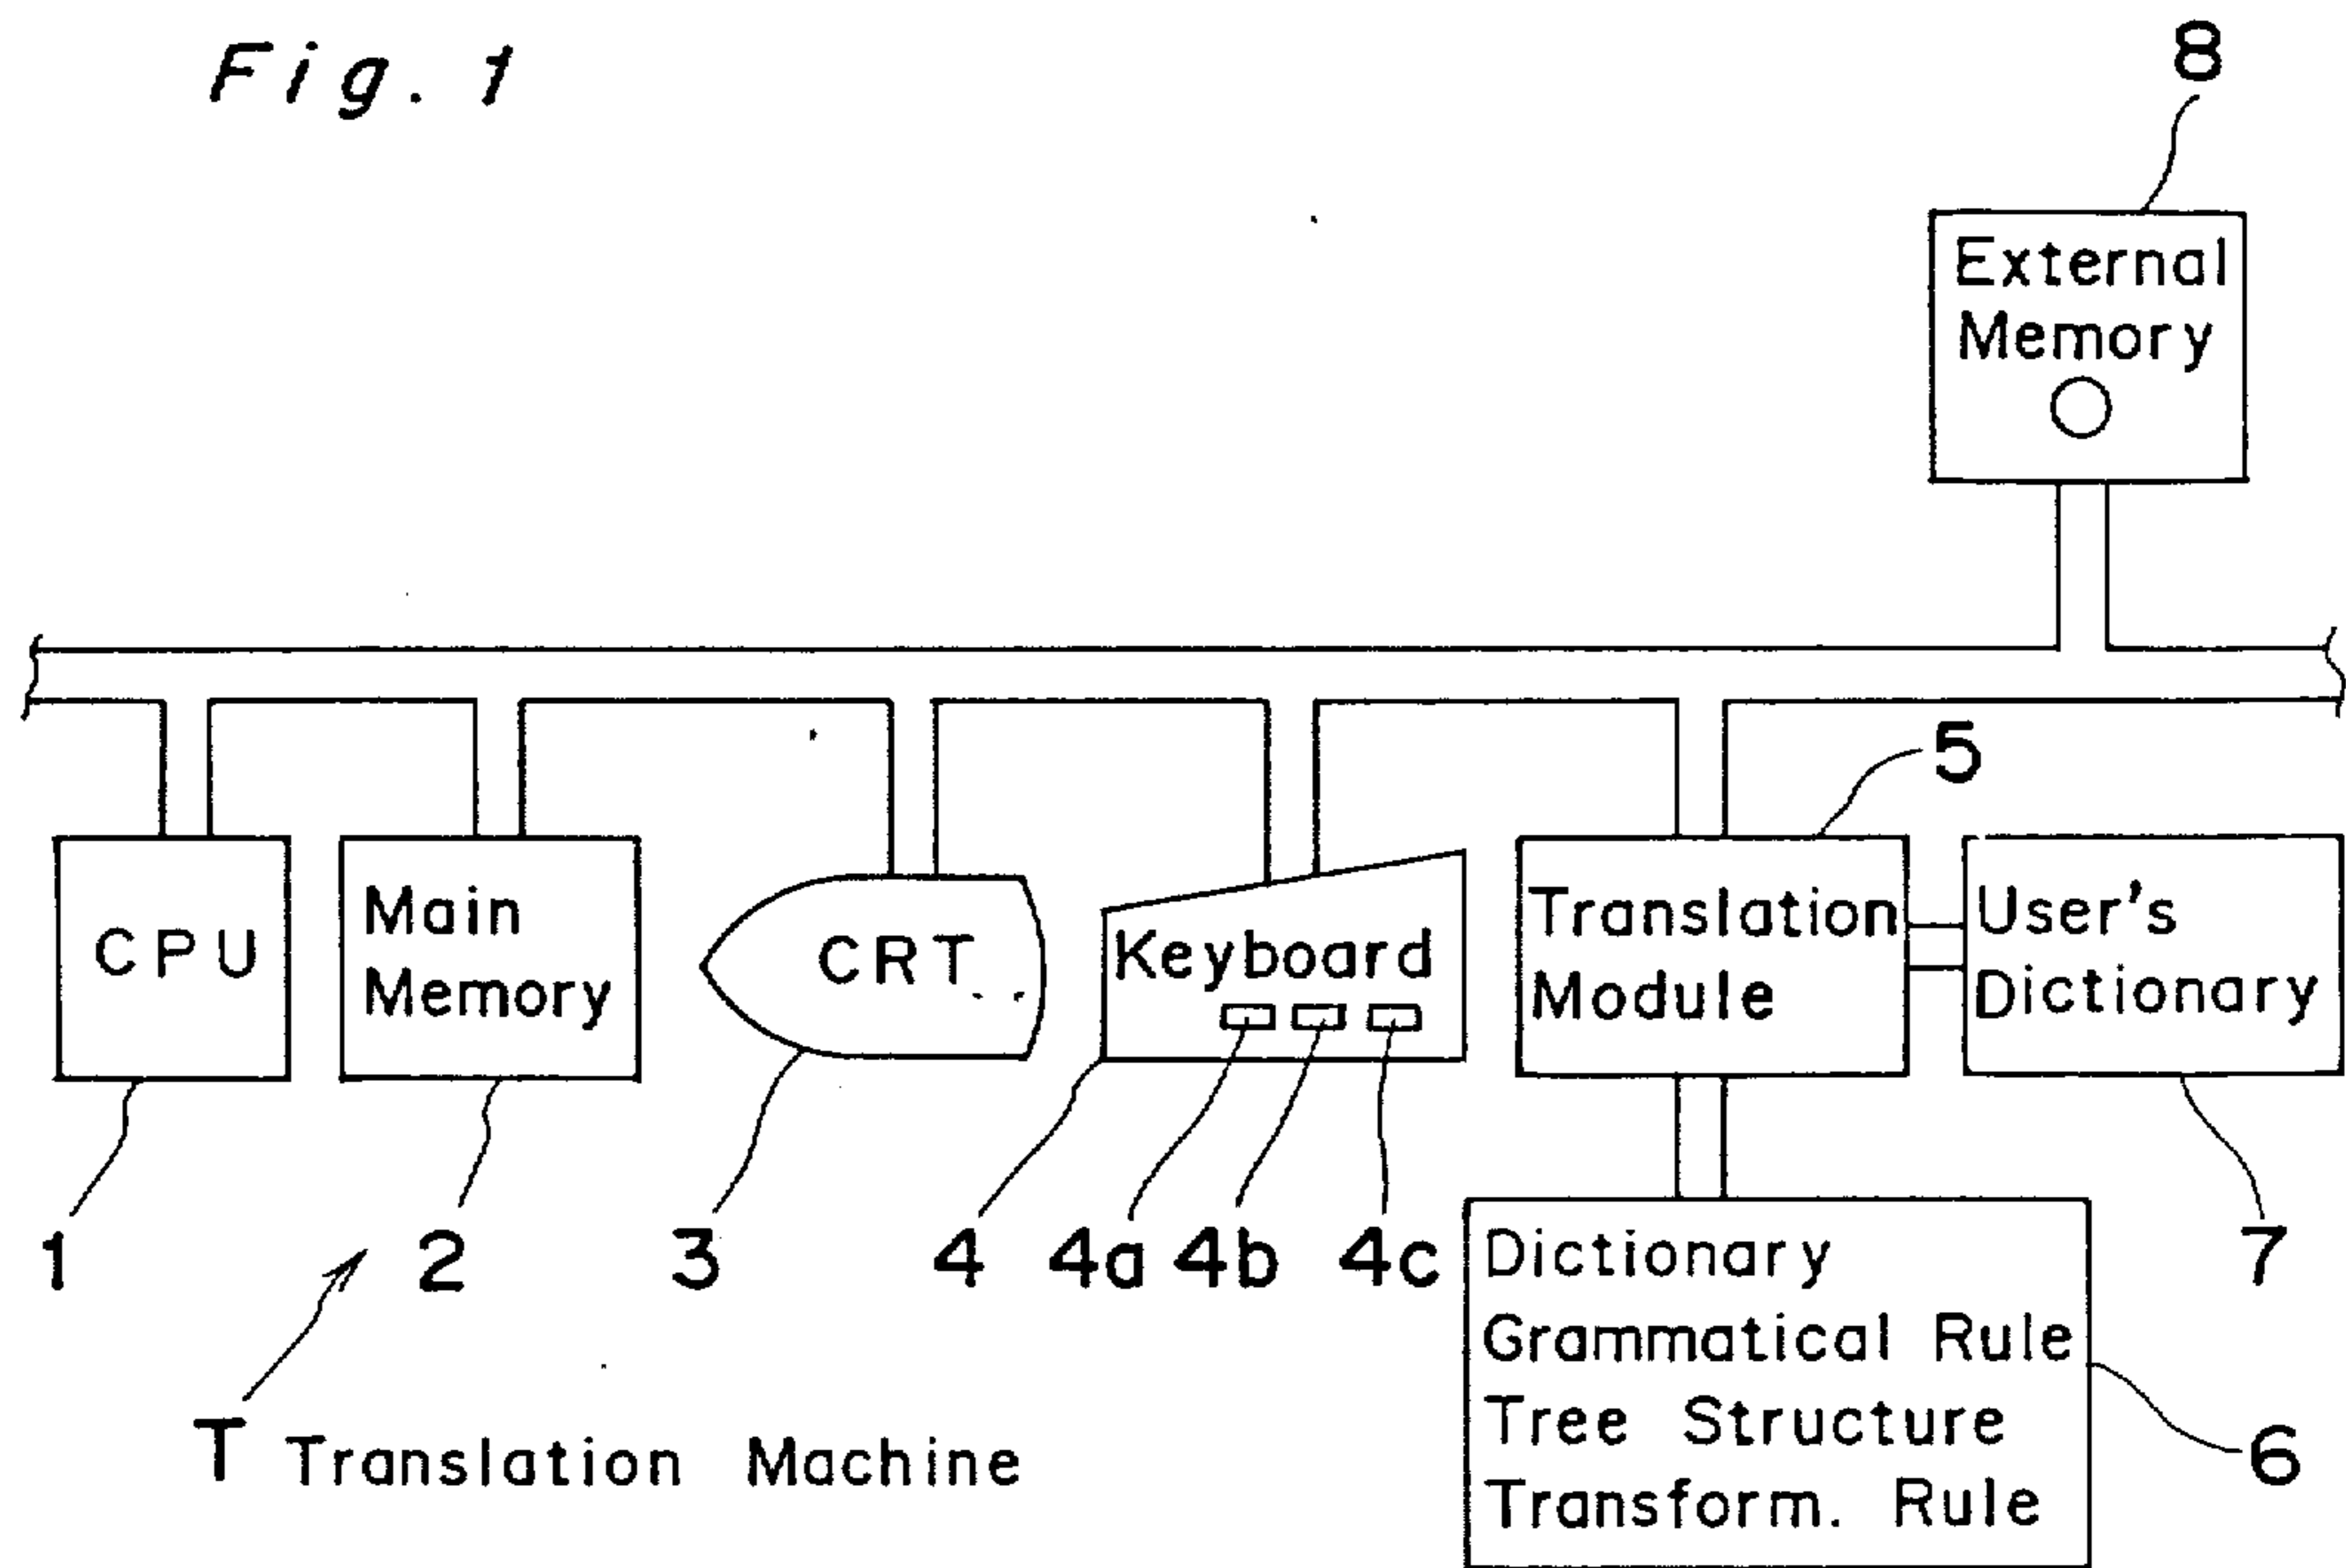 Fig. 1
8
External
Memory
5
CPU
Main
Memory
CRT
Keyboard
Translation
Module
User's
Dictionary
1
2
3
4
4a
4b
4c
7
Dictionary
Grammatical Rule
Tree Structure
Transform. Rule
6
T Translation Machine